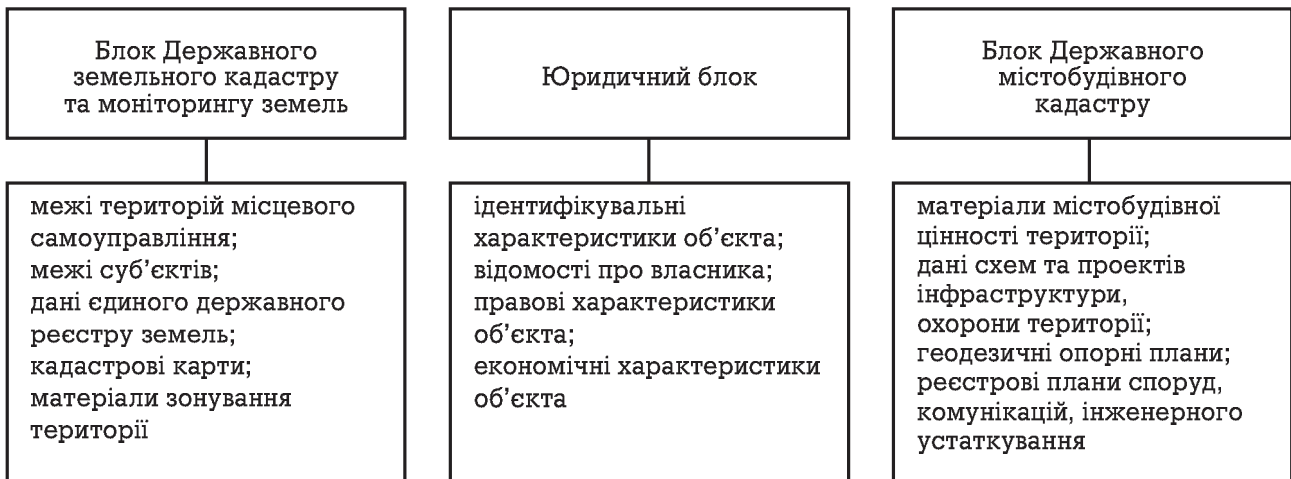 Блок Державного
земельного кадастру
та моніторингу земель
Юридичний блок
Блок Державного
містобудівного
кадастру
межі територій місцевого
самоуправління;
межі суб’єктів;
дані єдиного державного
реєстру земель;
кадастрові карти;
матеріали зонування
території
ідентифікувальні
характеристики об’єкта;
відомості про власника;
правові характеристики
об’єкта;
економічні характеристики
об’єкта
матеріали містобудівної
цінності території;
дані схем та проектів
інфраструктури,
охорони території;
геодезичні опорні плани;
реєстрові плани споруд,
комунікацій, інженерного
устаткування